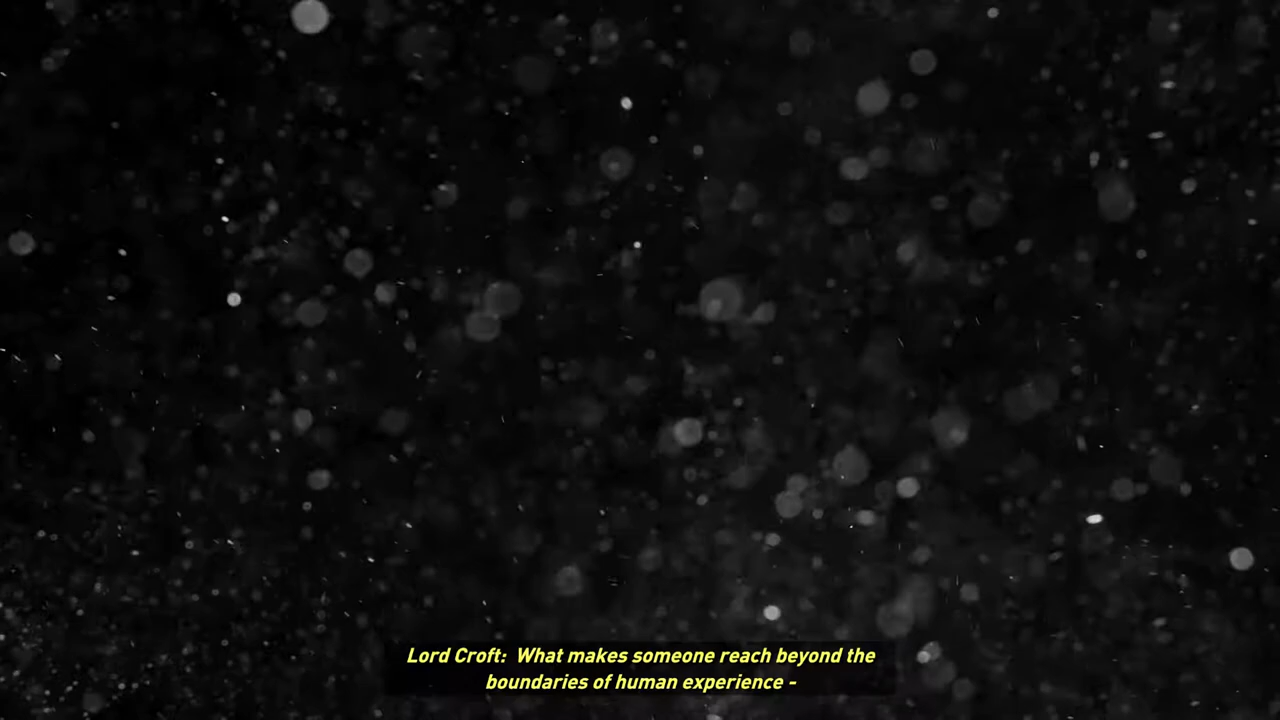 Lord Croft:  What makes someone reach beyond the
boundaries of human experience -